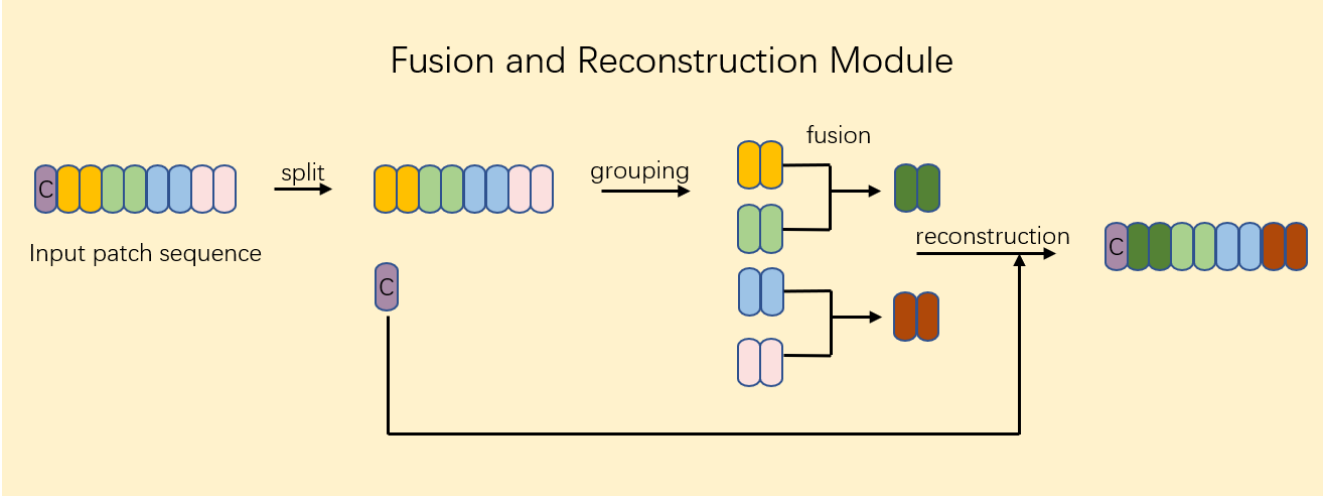 Fusion and Reconstruction Module
fusion
split
grouping
C
Input patch sequence
reconstruction
C
C